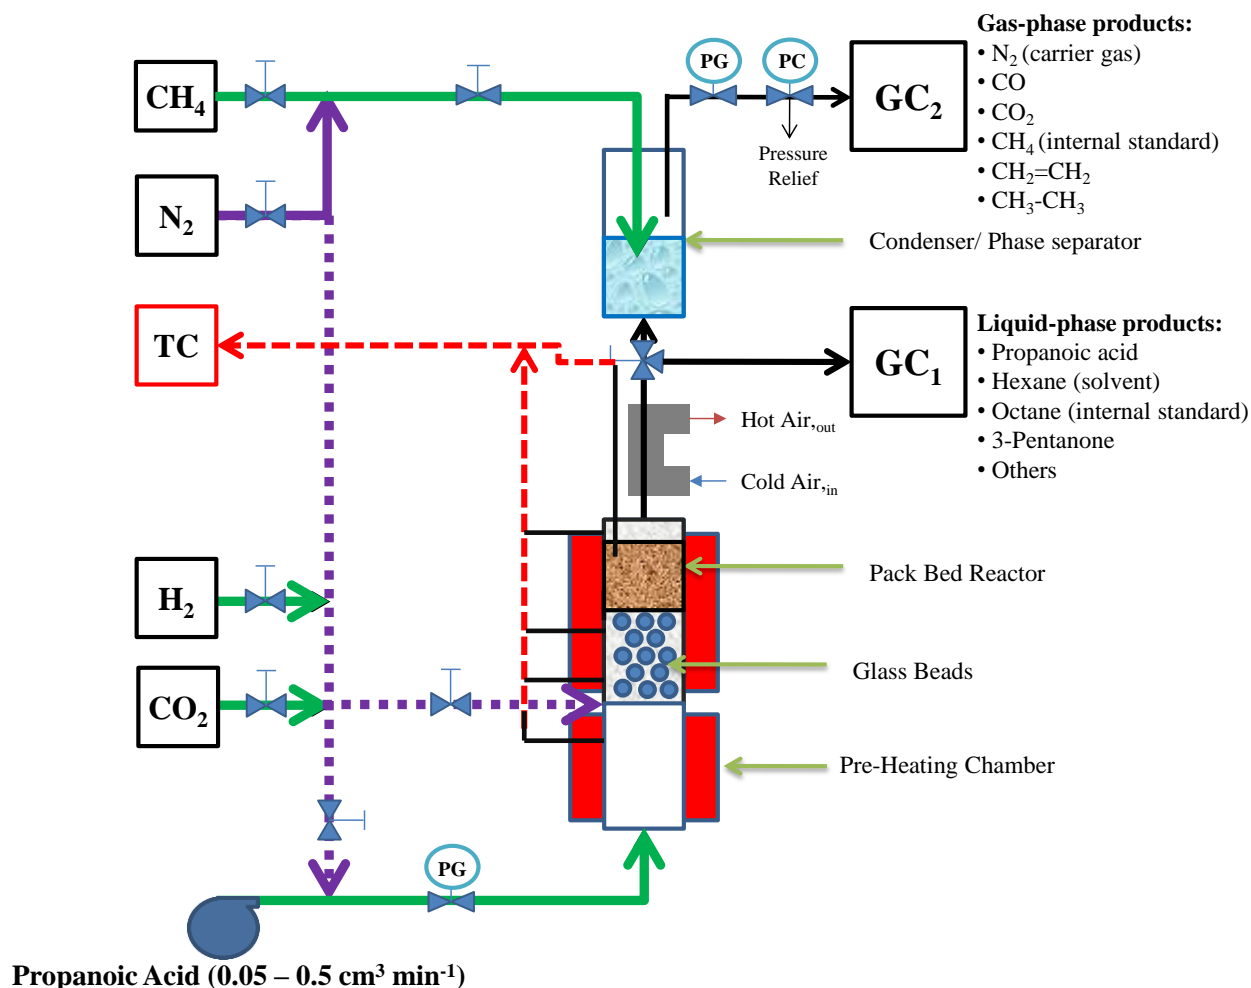 Gas-phase products:
• N₂ (carrier gas)
• CO
• CO₂
• CH₄ (internal standard)
• CH₂=CH₂
• CH₃-CH₃
PG
PC
GC₂
Pressure
Relief
CH₄
N₂
Condenser/ Phase separator
TC
Liquid-phase products:
• Propanoic acid
• Hexane (solvent)
• Octane (internal standard)
• 3-Pentanone
• Others
GC₁
Hot Air,out
Cold Air,in
H₂
Pack Bed Reactor
CO₂
Glass Beads
Pre-Heating Chamber
PG
Propanoic Acid (0.05 – 0.5 cm³ min⁻¹)